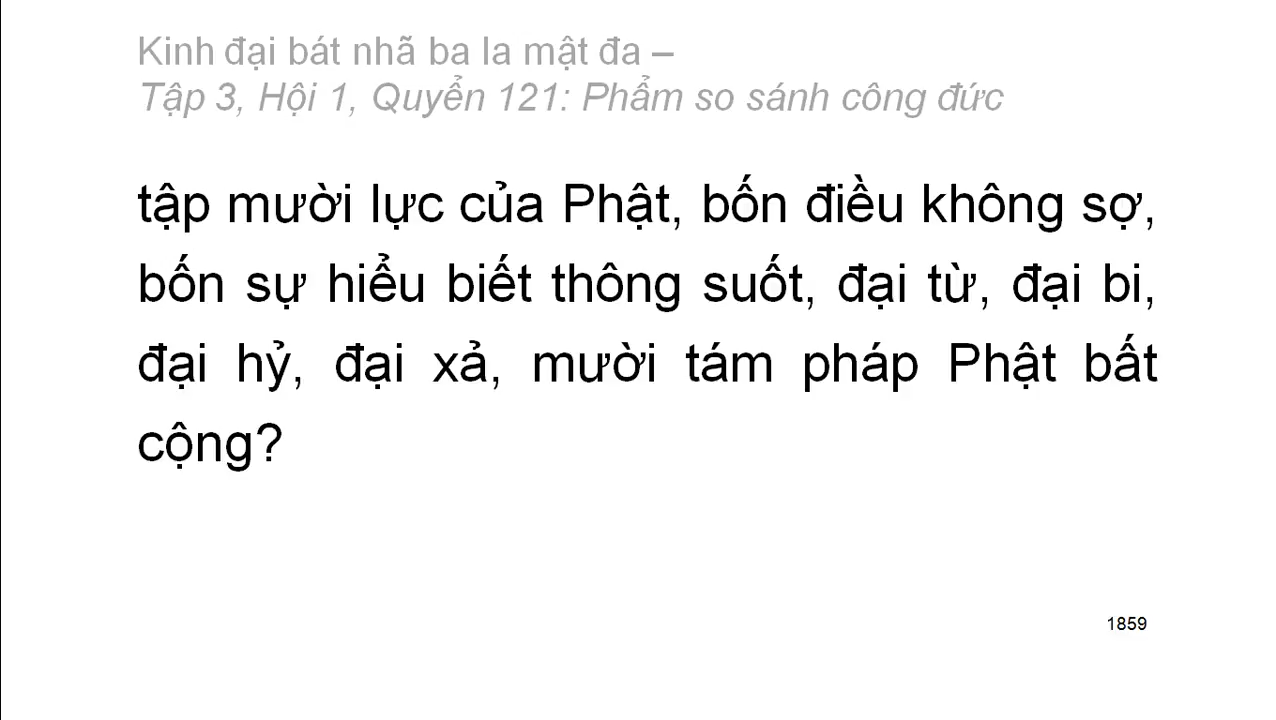 Kinh đại bát nhã ba la mật đa –
Tập 3, Hội 1, Quyển 121: Phẩm so sánh công đức
tập mười lực của Phật, bốn điều không sợ,
bốn sự hiểu biết thông suốt, đại từ, đại bi,
đại hỷ, đại xả, mười tám pháp Phật bất
cộng?
1859